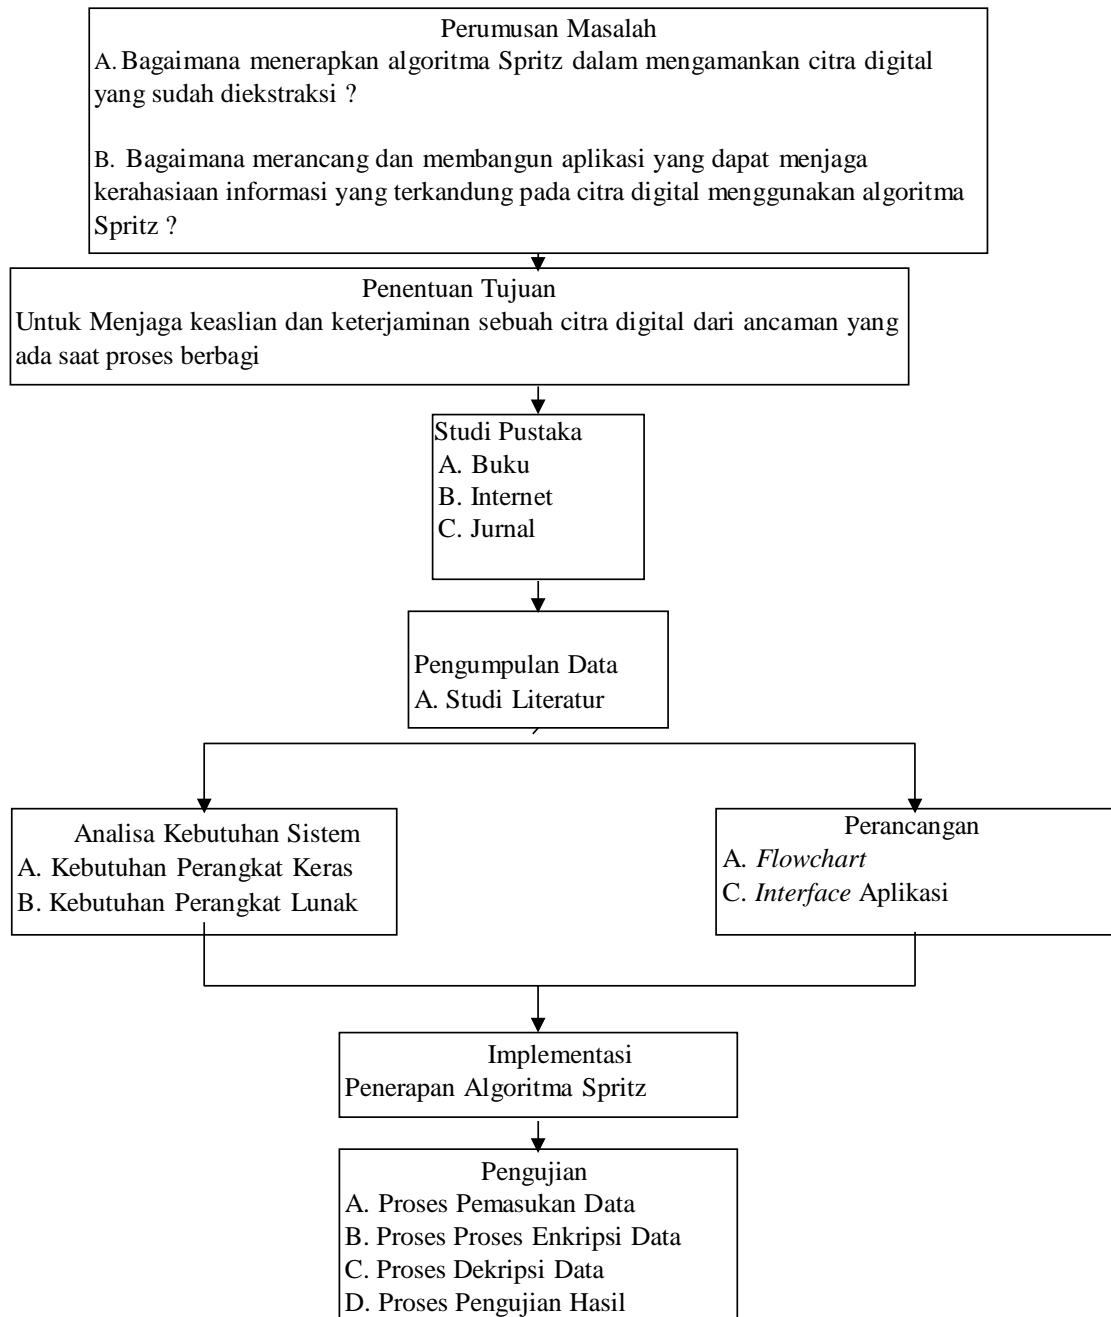 Perumusan Masalah
A. Bagaimana menerapkan algoritma Spritz dalam mengamankan citra digital
yang sudah diekstraksi ?
B. Bagaimana merancang dan membangun aplikasi yang dapat menjaga
kerahasiaan informasi yang terkandung pada citra digital menggunakan algoritma
Spritz ?
Penentuan Tujuan
Untuk Menjaga keaslian dan keterjaminan sebuah citra digital dari ancaman yang
ada saat proses berbagi
Studi Pustaka
A. Buku
B. Internet
C. Jurnal
Pengumpulan Data
A. Studi Literatur
Analisa Kebutuhan Sistem
A. Kebutuhan Perangkat Keras
B. Kebutuhan Perangkat Lunak
Perancangan
A. Flowchart
C. Interface Aplikasi
Implementasi
Penerapan Algoritma Spritz
Pengujian
A. Proses Pemasukan Data
B. Proses Proses Enkripsi Data
C. Proses Dekripsi Data
D. Proses Pengujian Hasil